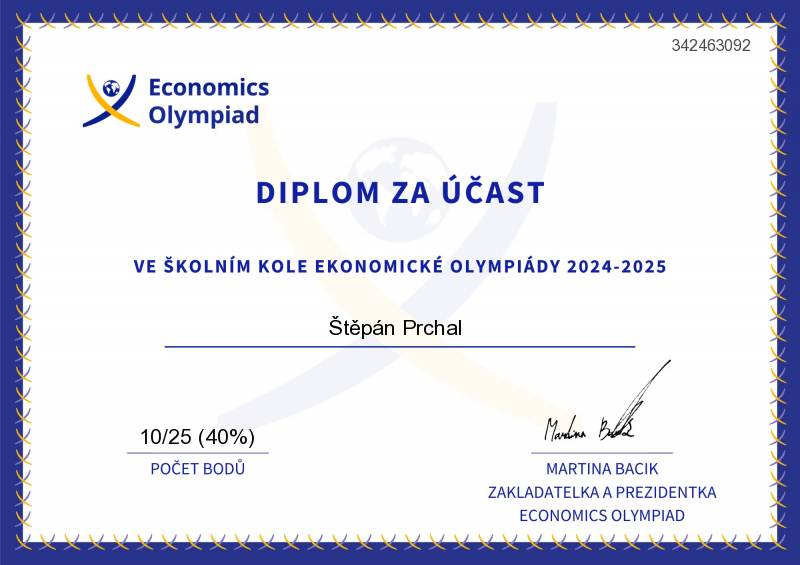 342463092
Economics
Olympiad
DIPLOM ZA ÚČAST
VE ŠKOLNÍM KOLE EKONOMICKÉ OLYMPIÁDY 2024-2025
Štěpán Prchal
10/25 (40%)
POČET BODŮ
Martina Bacik
MARTINA BACIK
ZAKLADATELKA A PREZIDENTKA
ECONOMICS OLYMPIAD